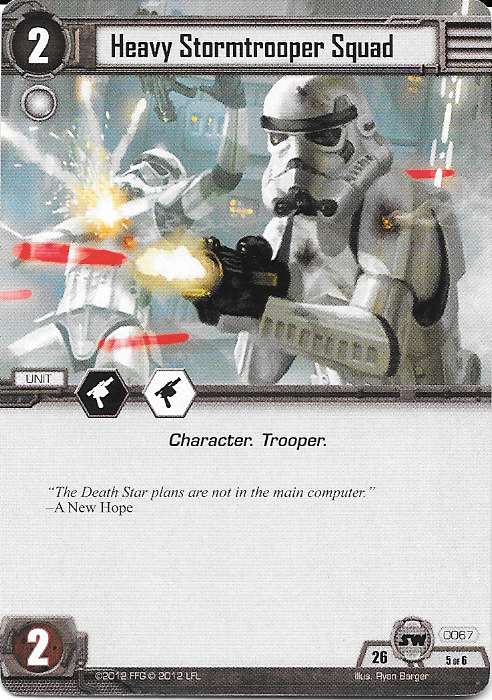 2
Heavy Stormtrooper Squad
UNIT
Character. Trooper.
“The Death Star plans are not in the main computer.”
–A New Hope
2
SW
0067
26
5 OF 6
©2012 FFG © 2012 LFL
Illus. Ryan Barger